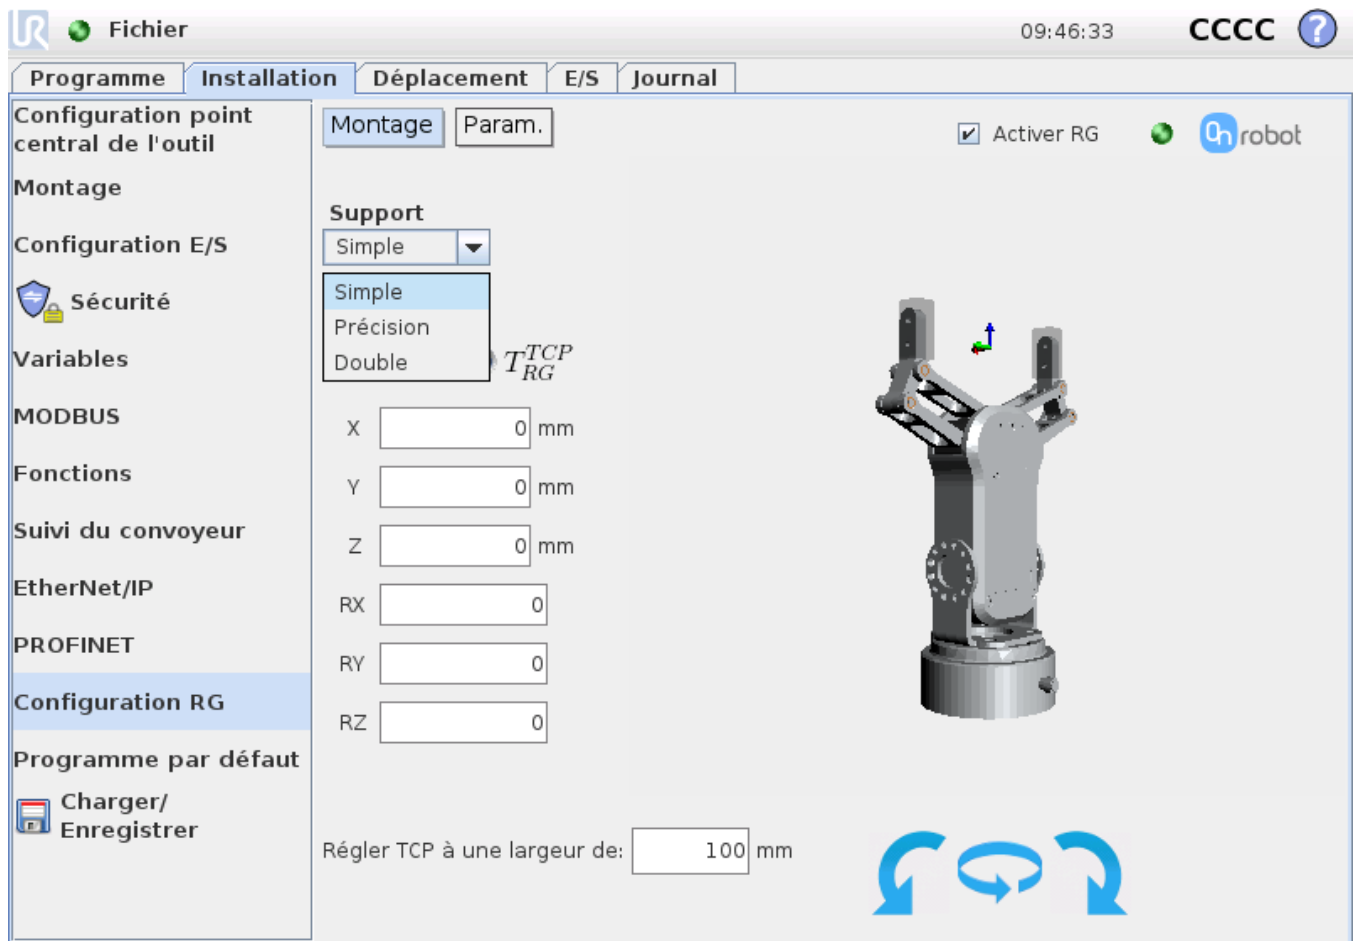 Fichier
09:46:33
CCCC
?
Programme
Installation
Déplacement
E/S
Journal
Configuration point
central de l'outil
Montage
Configuration E/S
Sécurité
Variables
MODBUS
Fonctions
Suivi du convoyeur
EtherNet/IP
PROFINET
Configuration RG
Programme par défaut
Charger/
Enregistrer
Montage
Param.
Activer RG
On robot
Support
Simple
Simple
Précision
Double
T_{RG}^{TCP}
X 0 mm
Y 0 mm
Z 0 mm
RX 0
RY 0
RZ 0
Régler TCP à une largeur de: 100 mm